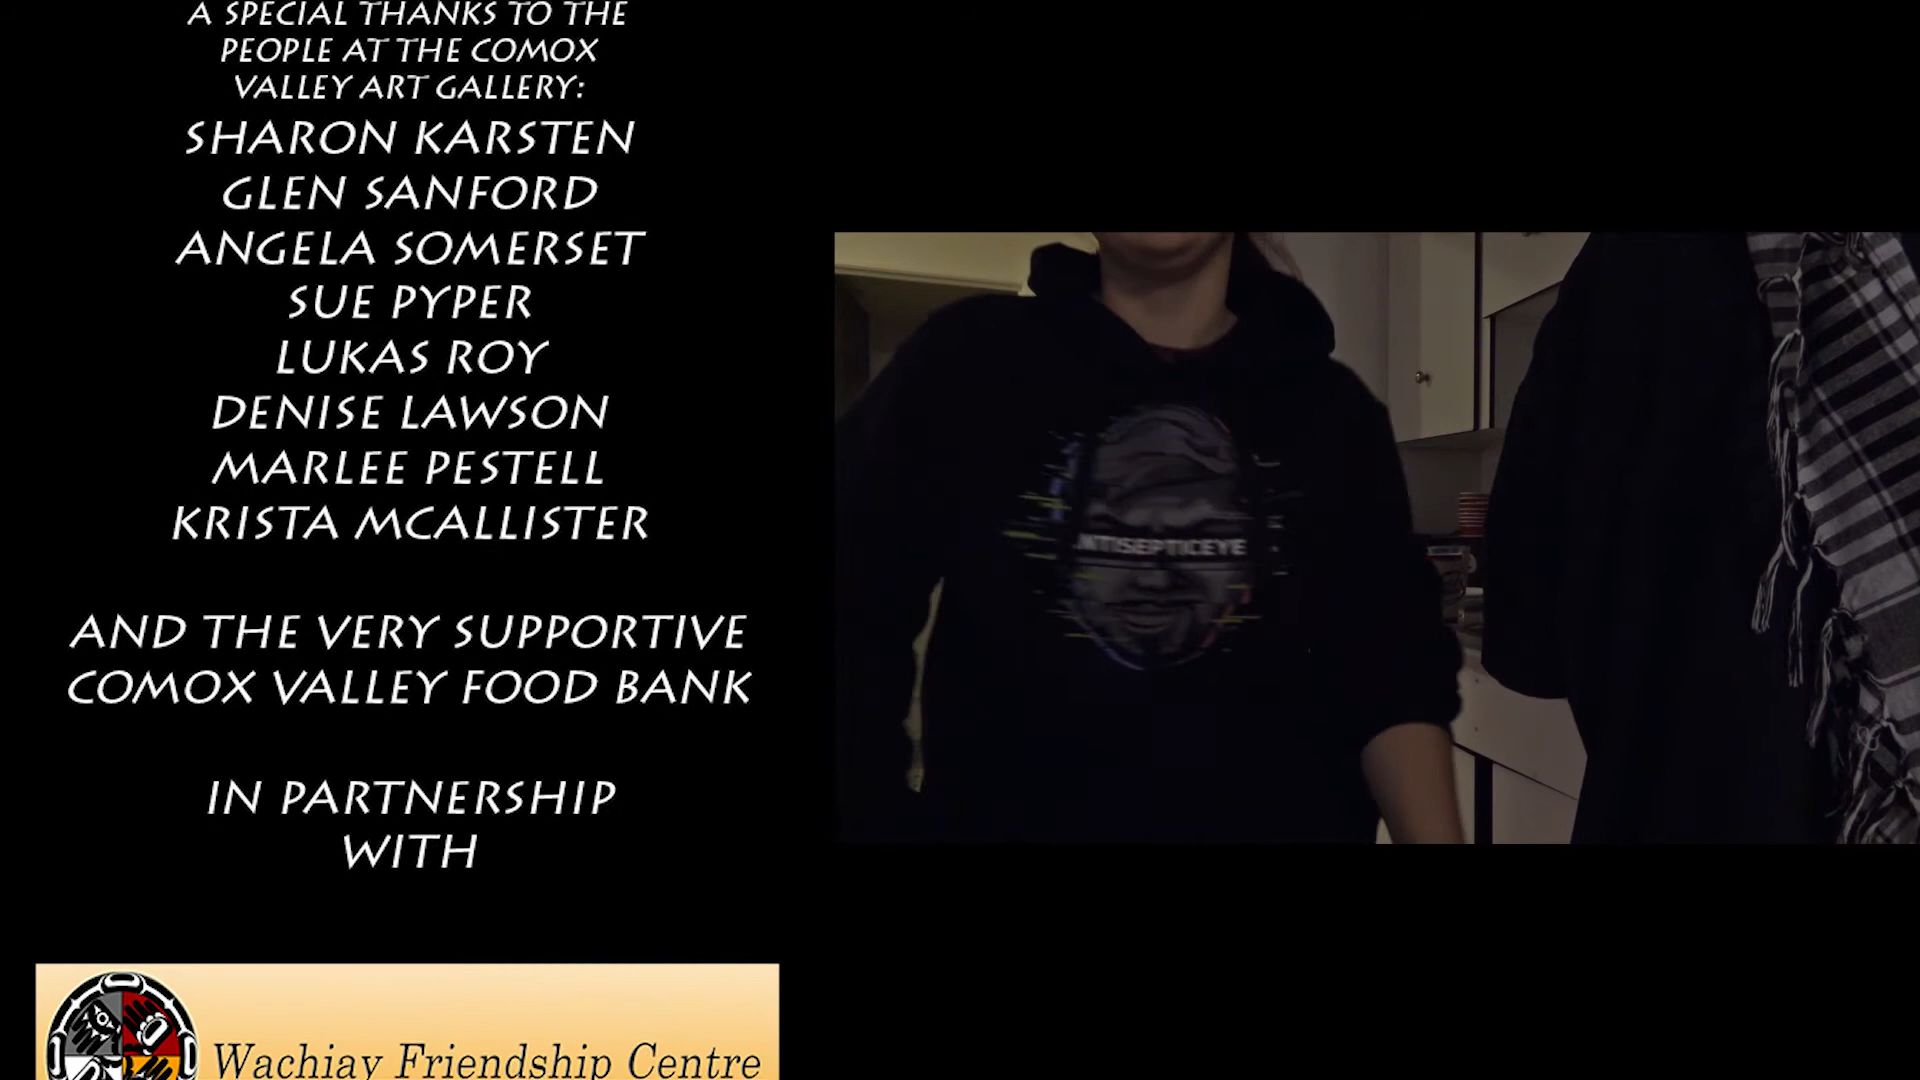 A SPECIAL THANKS TO THE
PEOPLE AT THE COMOX
VALLEY ART GALLERY:
SHARON KARSTEN
GLEN SANFORD
ANGELA SOMERSET
SUE PYPER
LUKAS ROY
DENISE LAWSON
MARLEE PESTELL
KRISTA MCALLISTER
AND THE VERY SUPPORTIVE
COMOX VALLEY FOOD BANK
IN PARTNERSHIP
WITH
Wachiay Friendship Centre
ANTISEPTICEYE